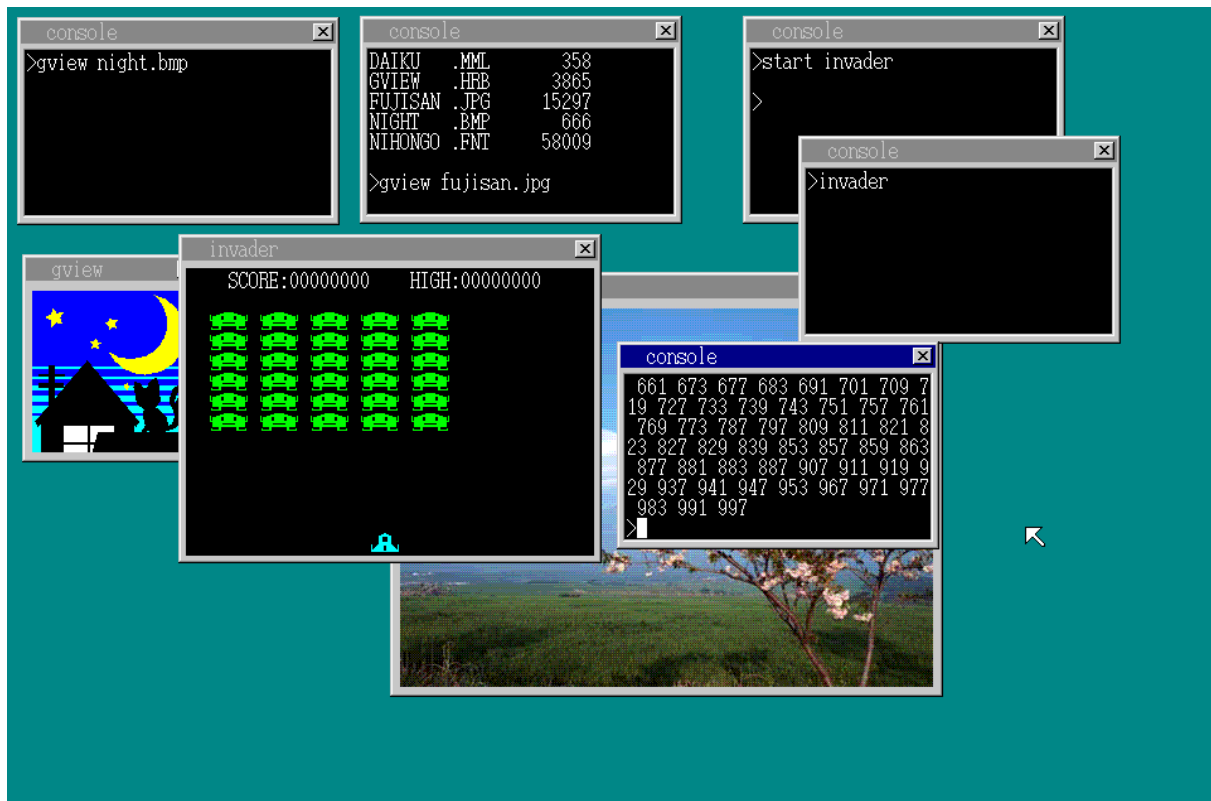 console
>gview night.bmp
console
DAIKU .MML 358
GVIEW .HRB 3865
FUJISAN .JPG 15297
NIGHT .BMP 666
NIHONGO .FNT 58009
>gview fujisan.jpg
console
>start invader
>
console
>invader
gview
invader
SCORE:00000000 HIGH:00000000
console
661 673 677 683 691 701 709 7
19 727 733 739 743 751 757 761
769 773 787 797 809 811 821 8
23 827 829 839 853 857 859 863
877 881 883 887 907 911 919 9
29 937 941 947 953 967 971 977
983 991 997
>